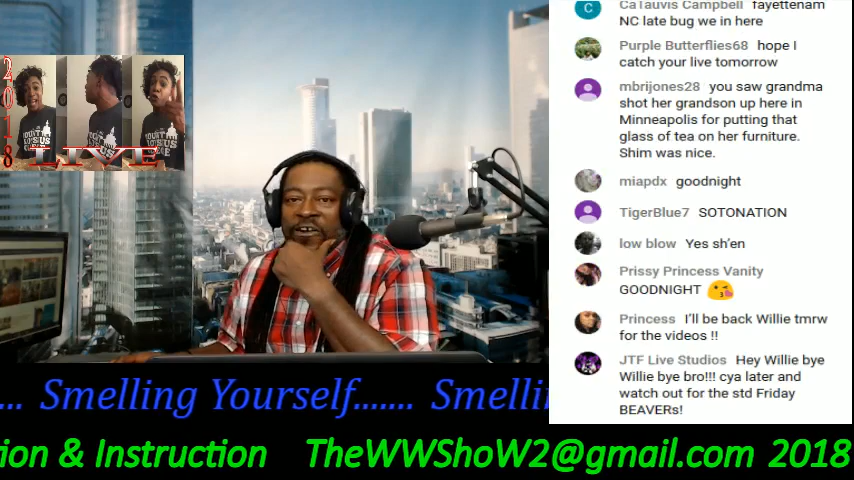 2018
LIVE
CaTauvis Campbell fayettenam
NC late bug we in here
Purple Butterflies68 hope I
catch your live tomorrow
mbrijones28 you saw grandma
shot her grandson up here in
Minneapolis for putting that
glass of tea on her furniture.
Shim was nice.
miapdx goodnight
TigerBlue7 SOTONATION
low blow Yes sh'en
Prissy Princess Vanity
GOODNIGHT
Princess I'll be back Willie tmrw
for the videos !!
JTF Live Studios Hey Willie bye
Willie bye bro!!! cya later and
watch out for the std Friday
BEAVERs!
... Smelling Yourself....... Smelli
ion & Instruction TheWWShoW2@gmail.com 2018